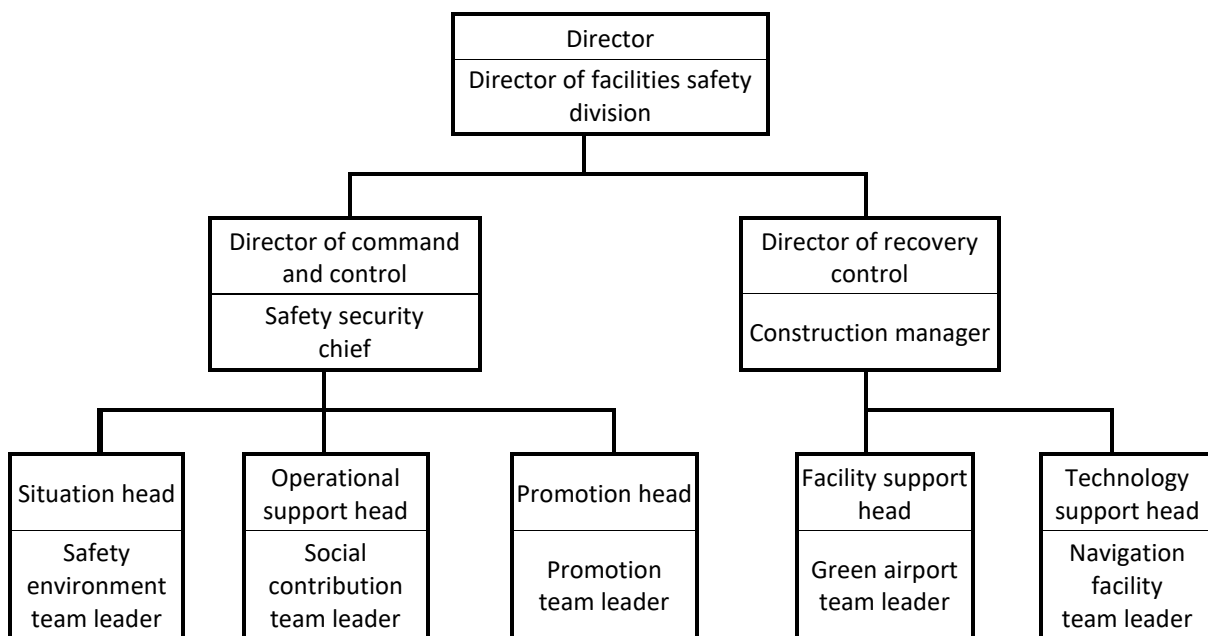 Director
Director of facilities safety
division
Director of command
and control
Safety security
chief
Director of recovery
control
Construction manager
Situation head
Safety
environment
team leader
Operational
support head
Social
contribution
team leader
Promotion head
Promotion
team leader
Facility support
head
Green airport
team leader
Technology
support head
Navigation
facility
team leader